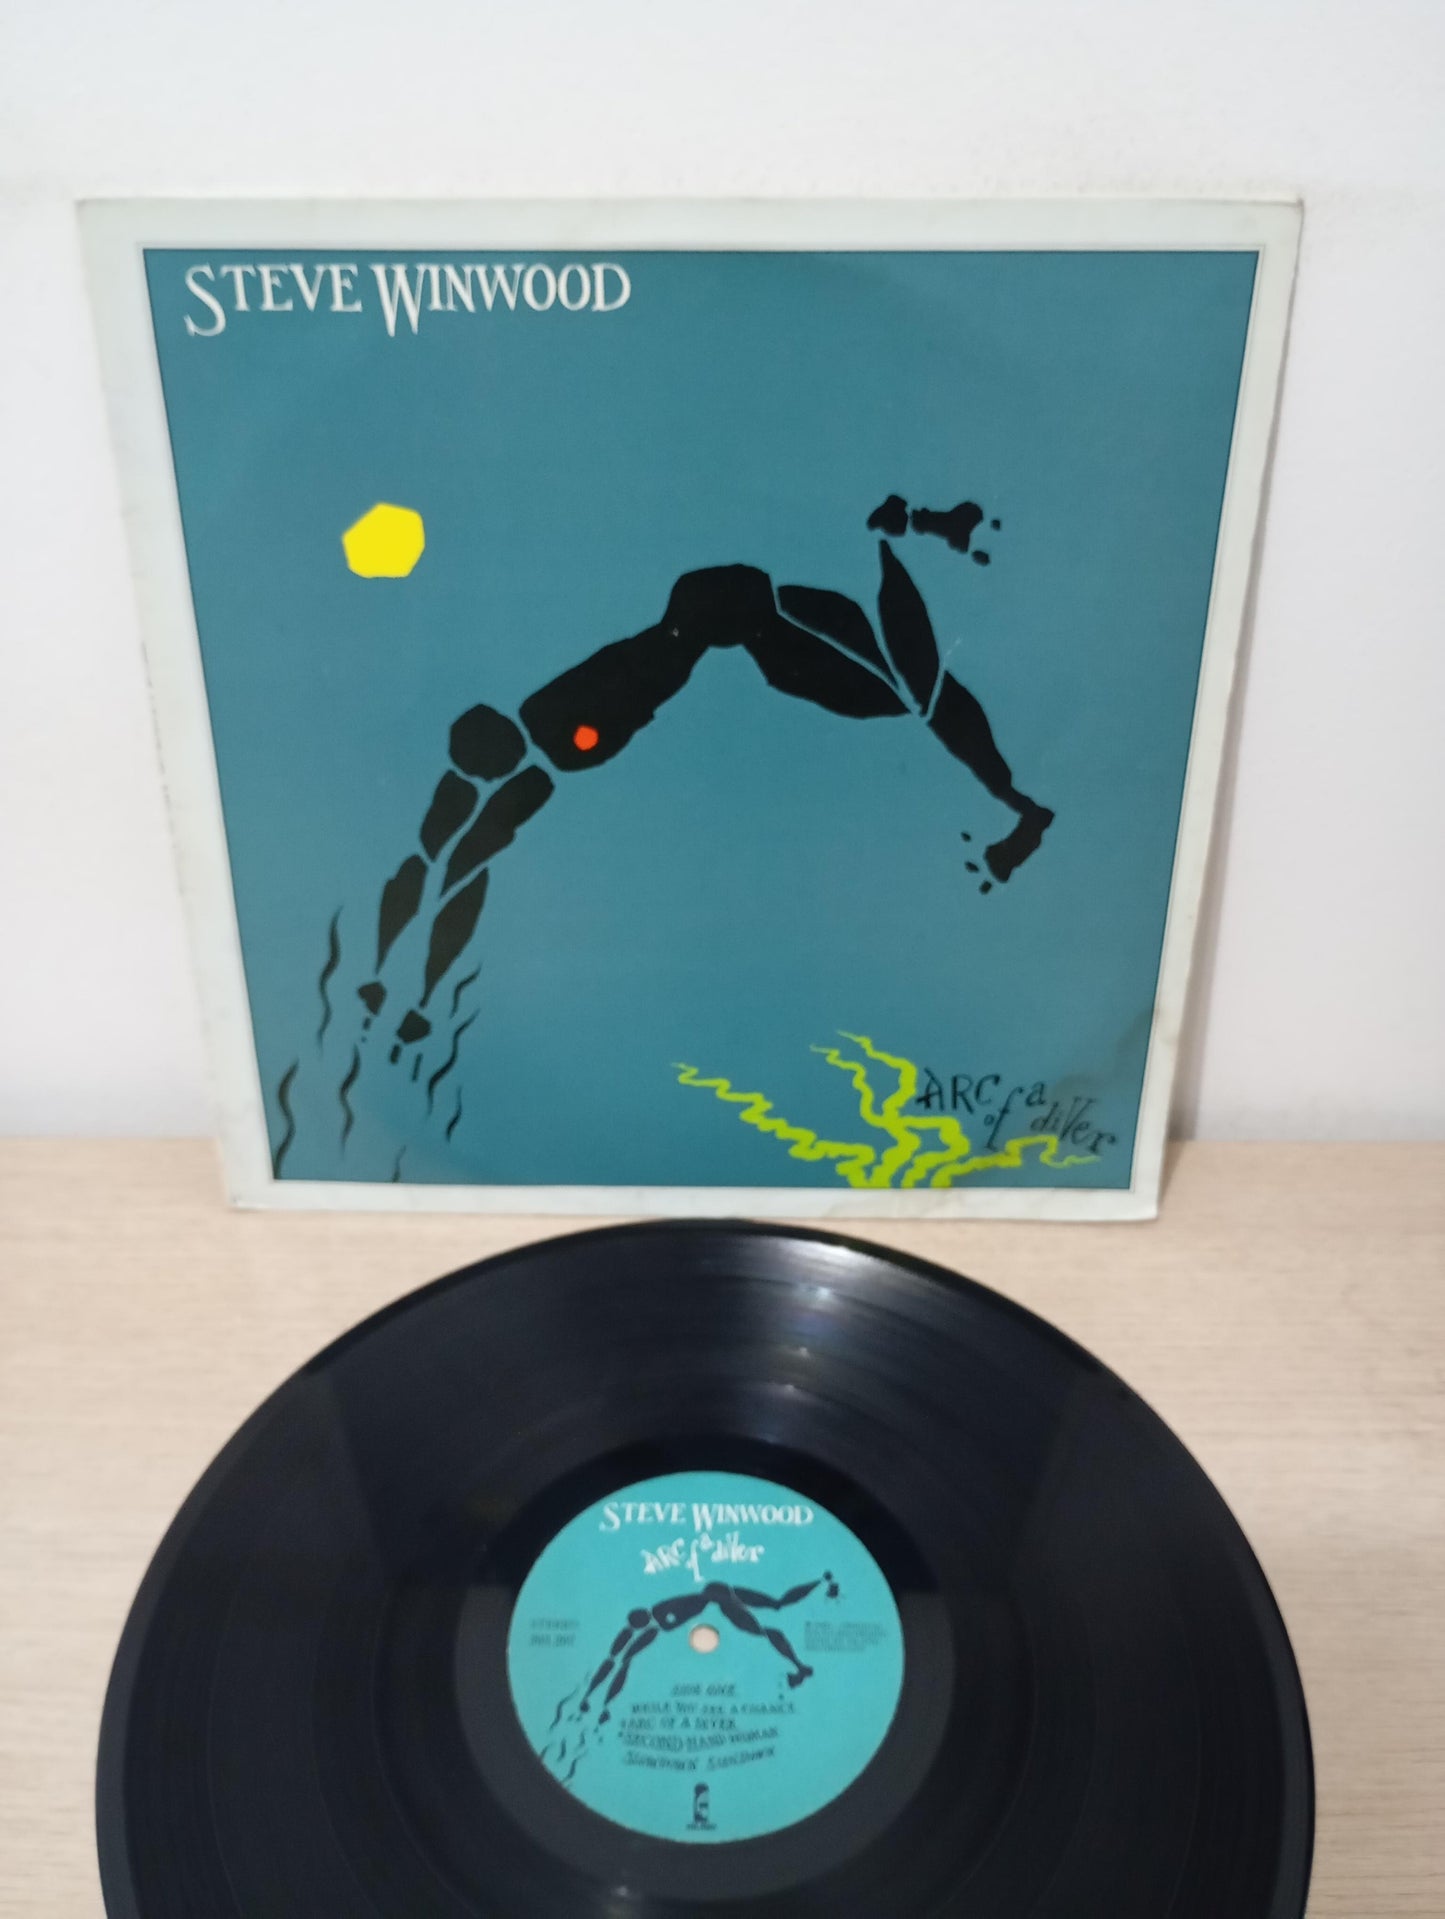 STEVE WINWOOD
ARC of a diVer
STEVE WINWOOD
ARC of a diVer
STEREO
SIDE ONE
WHILE YOU SEE A CHANCE
ARC OF A DIVER
SECOND-HAND WOMAN
SLOWDOWN SUNDOWN
ISLAND